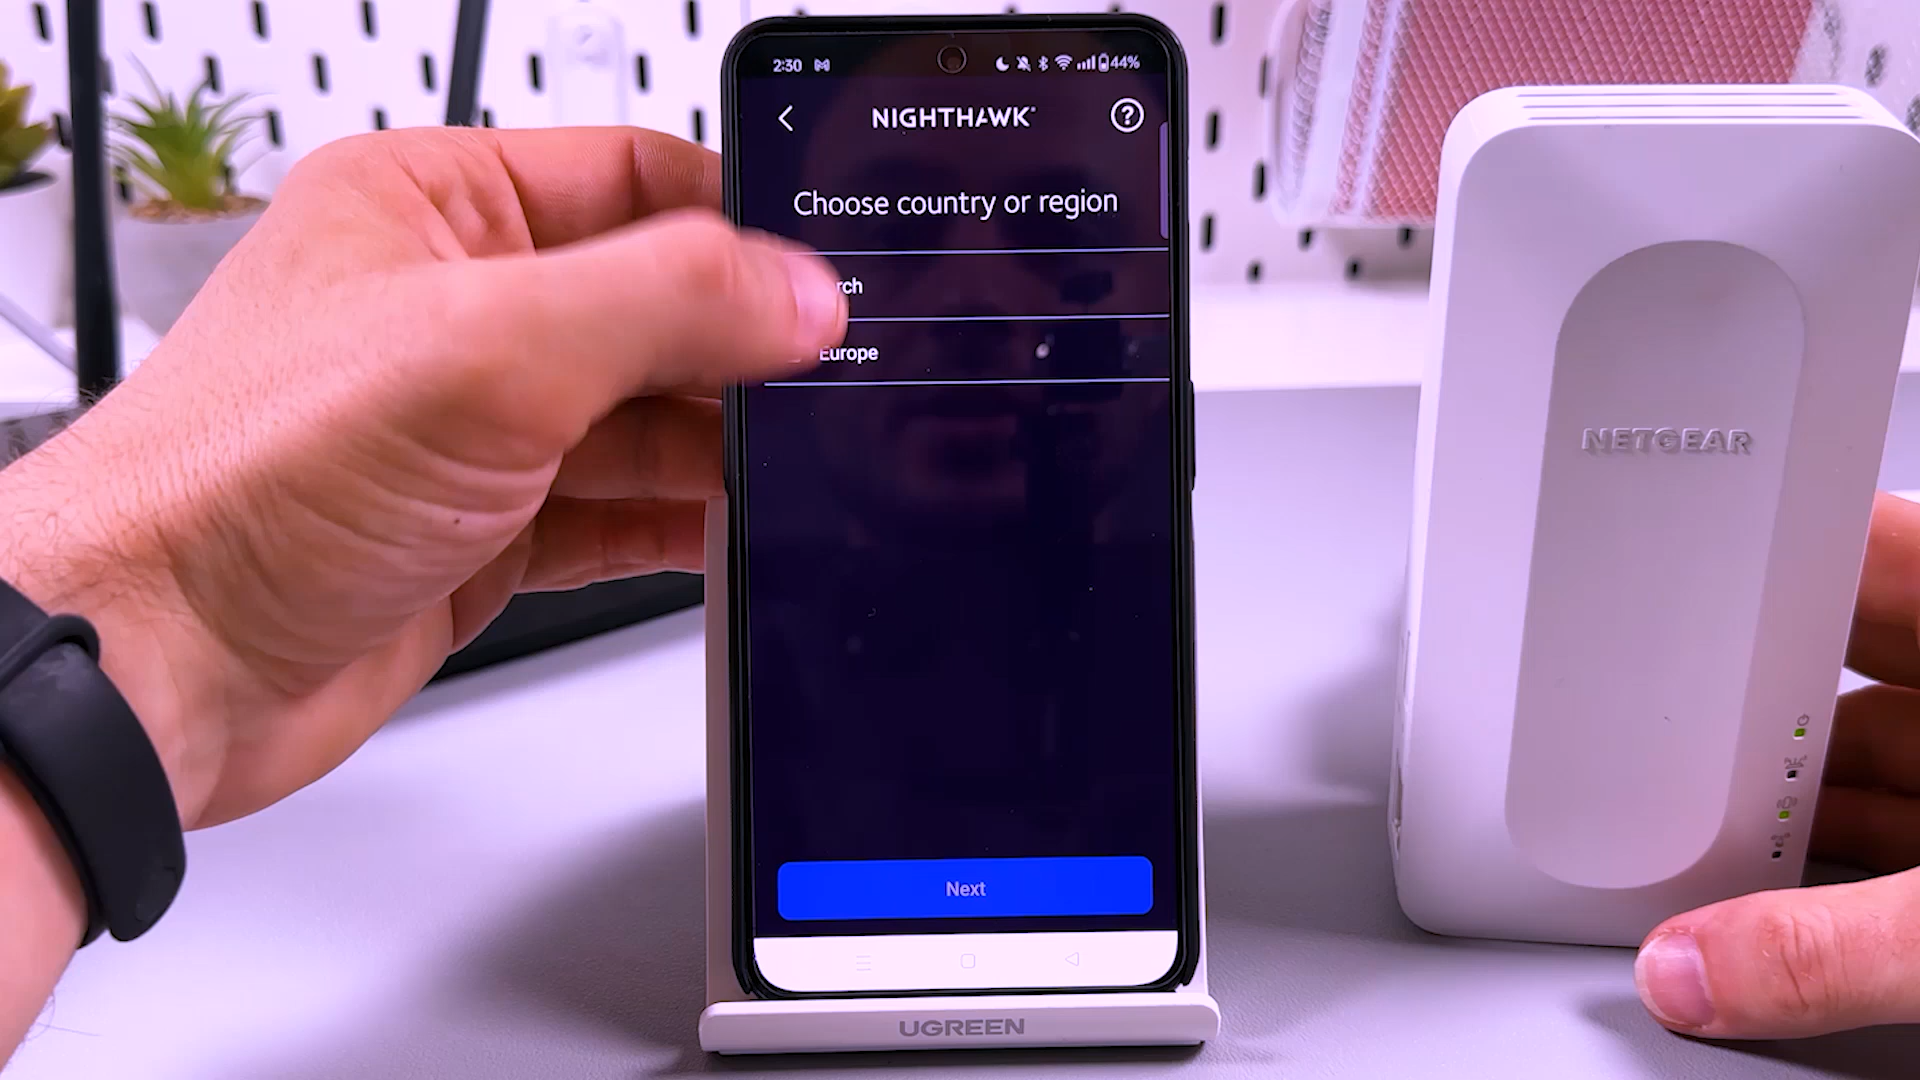 2:30 44%
NIGHTHAWK
Choose country or region
rch
Europe
Next
NETGEAR
UGREEN